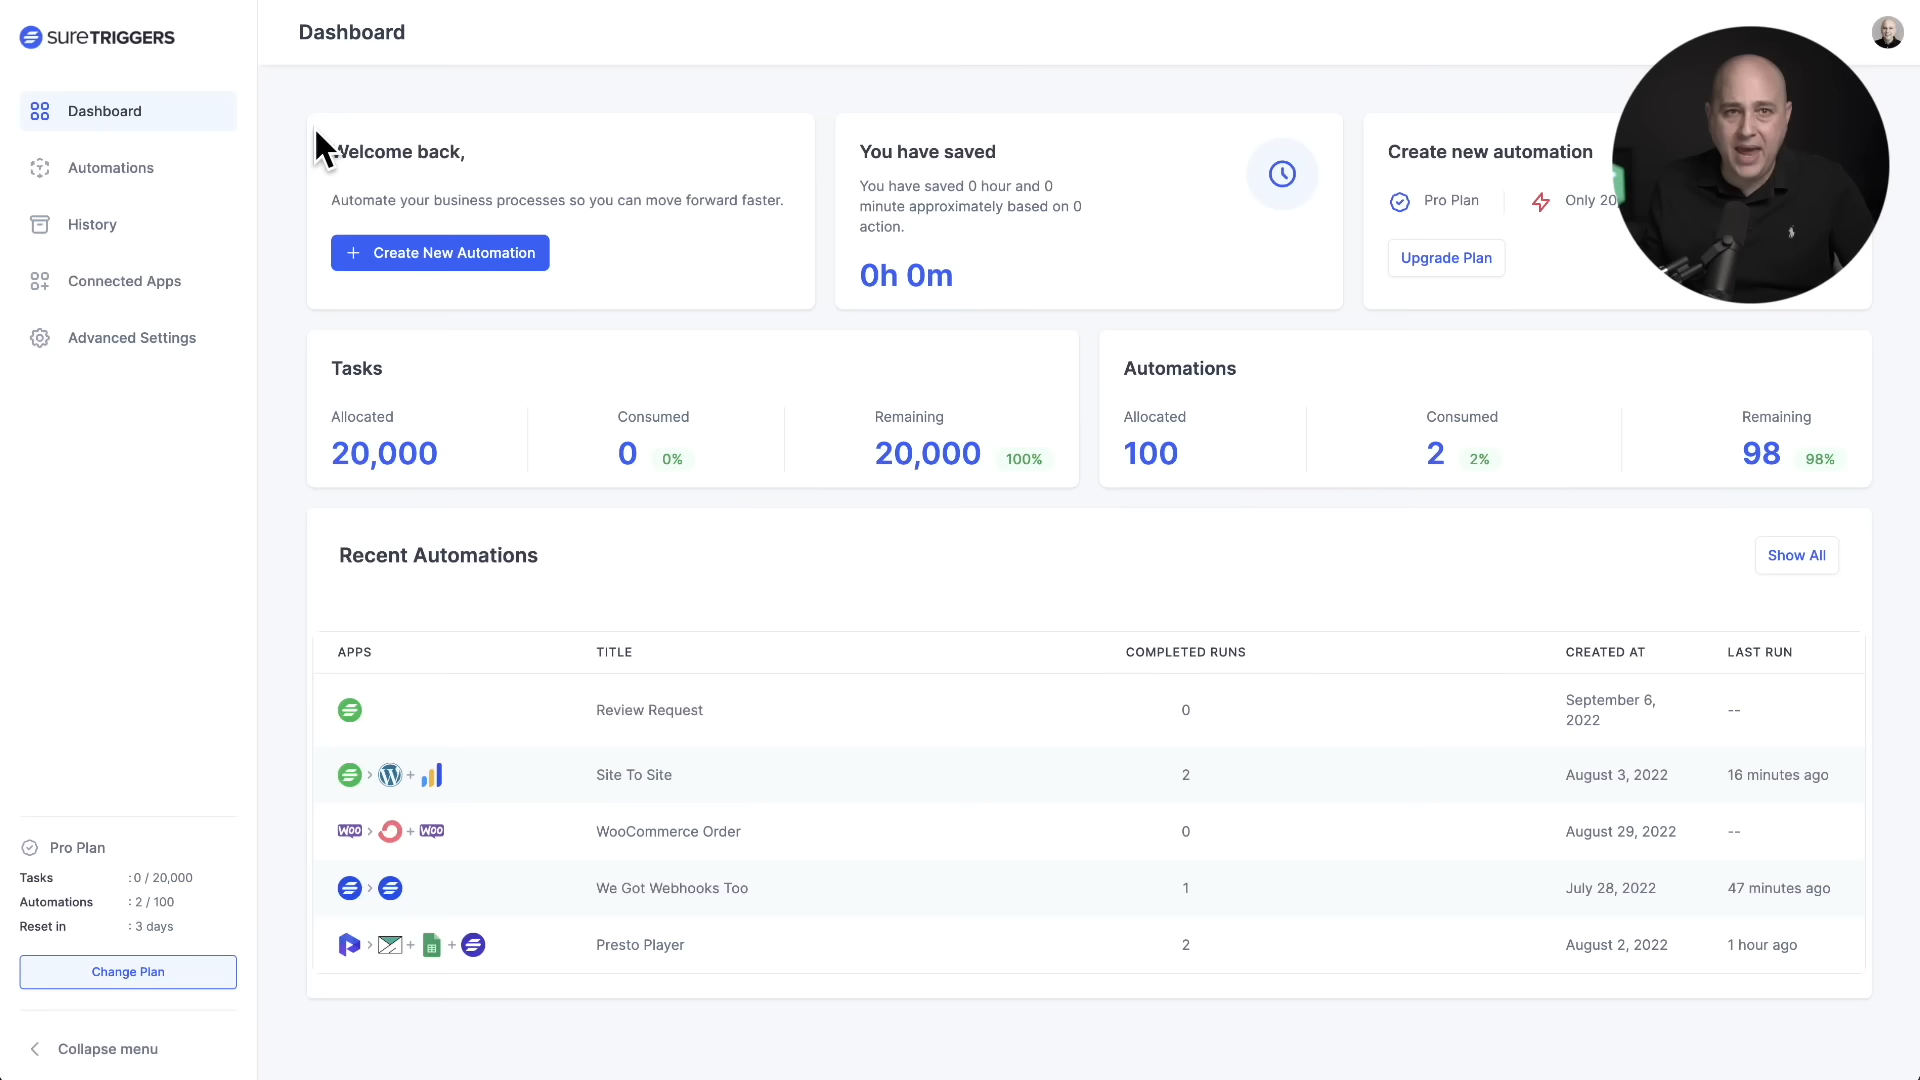 sureTRIGGERS
Dashboard
Dashboard
Automations
History
Connected Apps
Advanced Settings
Welcome back,
Automate your business processes so you can move forward faster.
+ Create New Automation
You have saved
You have saved 0 hour and 0
minute approximately based on 0
action.
0h 0m
Create new automation
Pro Plan
Only 20
Upgrade Plan
Tasks
Allocated
Consumed
Remaining
20,000
0 0%
20,000 100%
Automations
Allocated
Consumed
Remaining
100
2 2%
98 98%
Recent Automations
Show All
APPS TITLE COMPLETED RUNS CREATED AT LAST RUN
Review Request 0 September 6,
2022 --
> W + Site To Site 2 August 3, 2022 16 minutes ago
Woo > + Woo WooCommerce Order 0 August 29, 2022 --
> We Got Webhooks Too 1 July 28, 2022 47 minutes ago
> + + Presto Player 2 August 2, 2022 1 hour ago
Pro Plan
Tasks : 0 / 20,000
Automations : 2 / 100
Reset in : 3 days
Change Plan
Collapse menu